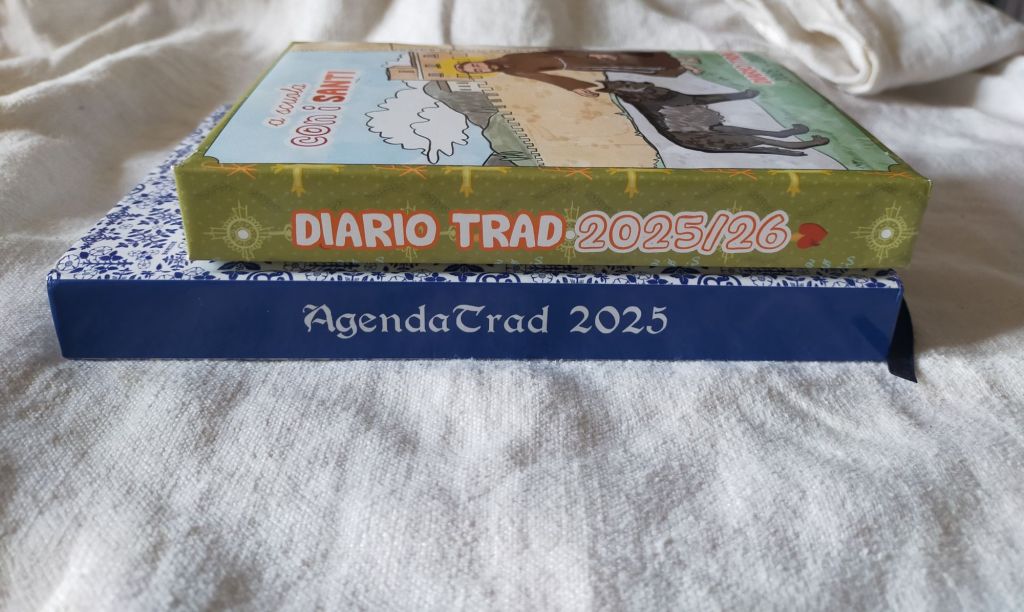 a scuola
con i SANTI
DIARIO TRAD 2025/26
AgendaTrad 2025